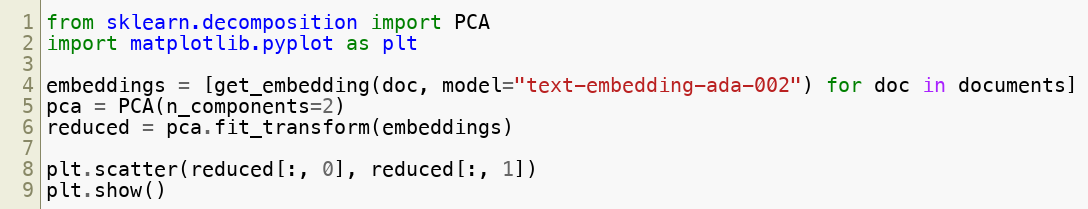 1 from sklearn.decomposition import PCA
2 import matplotlib.pyplot as plt
3
4 embeddings = [get_embedding(doc, model="text-embedding-ada-002") for doc in documents]
5 pca = PCA(n_components=2)
6 reduced = pca.fit_transform(embeddings)
7
8 plt.scatter(reduced[:, 0], reduced[:, 1])
9 plt.show()